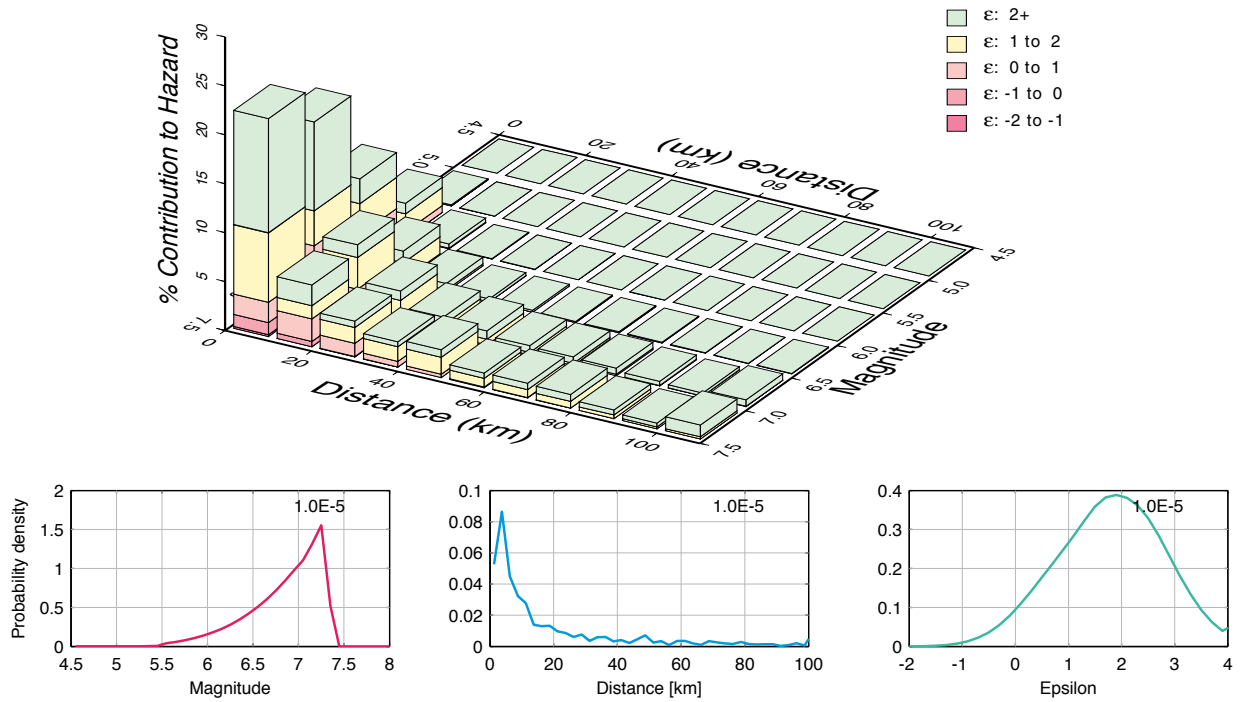 ε: 2+
ε: 1 to 2
ε: 0 to 1
ε: -1 to 0
ε: -2 to -1
% Contribution to Hazard
30
25
20
15
10
5
7.5
0
20
40
60
80
100
Distance (km)
4.5
5.0
0
20
40
60
80
100
Distance (km)
4.5
5.0
5.5
6.0
6.5
7.0
7.5
Magnitude
Probability density
2
1.5
1
0.5
0
1.0E-5
4.5 5 5.5 6 6.5 7 7.5 8
Magnitude
0.1
0.08
0.06
0.04
0.02
0
1.0E-5
0 20 40 60 80 100
Distance [km]
0.4
0.3
0.2
0.1
0
1.0E-5
-2 -1 0 1 2 3 4
Epsilon